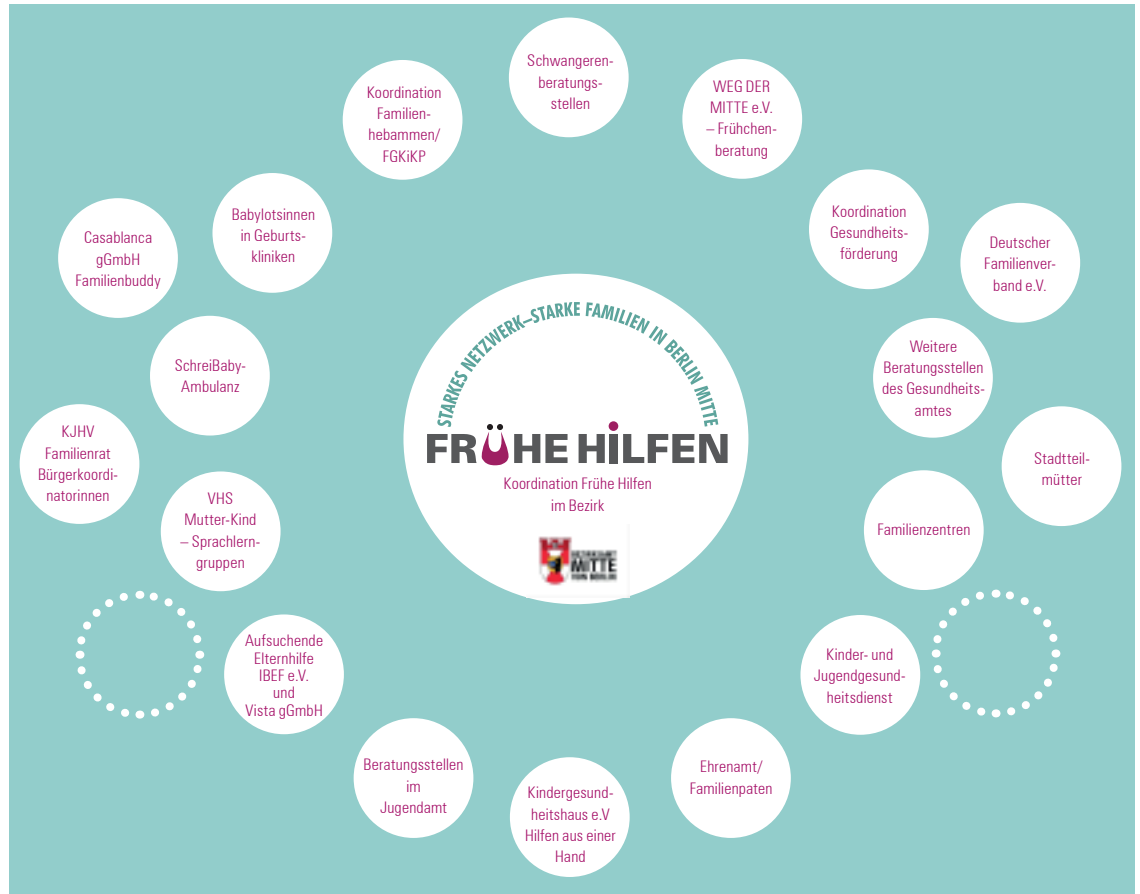 Schwangeren-
beratungs-
stellen
Koordination
Familien-
hebammen/
FGKiKP
WEG DER
MITTE e.V.
– Frühchen-
beratung
Babylotsinnen
in Geburts-
kliniken
Koordination
Gesundheits-
förderung
Casablanca
gGmbH
Familienbuddy
Deutscher
Familienver-
band e.V.
SchreiBaby-
Ambulanz
Weitere
Beratungsstellen
des Gesundheits-
amtes
STARKES NETZWERK–STARKE FAMILIEN IN BERLIN MITTE
FRÜHE HiLFEN
Koordination Frühe Hilfen
im Bezirk
BEZIRKSAMT
MITTE
VON BERLIN
KJHV
Familienrat
Bürgerkoordi-
natorinnen
Stadtteil-
mütter
VHS
Mutter-Kind
– Sprachlern-
gruppen
Familienzentren
Aufsuchende
Elternhilfe
IBEF e.V.
und
Vista gGmbH
Kinder- und
Jugendgesund-
heitsdienst
Beratungsstellen
im
Jugendamt
Kindergesund-
heitshaus e.V
Hilfen aus einer
Hand
Ehrenamt/
Familienpaten